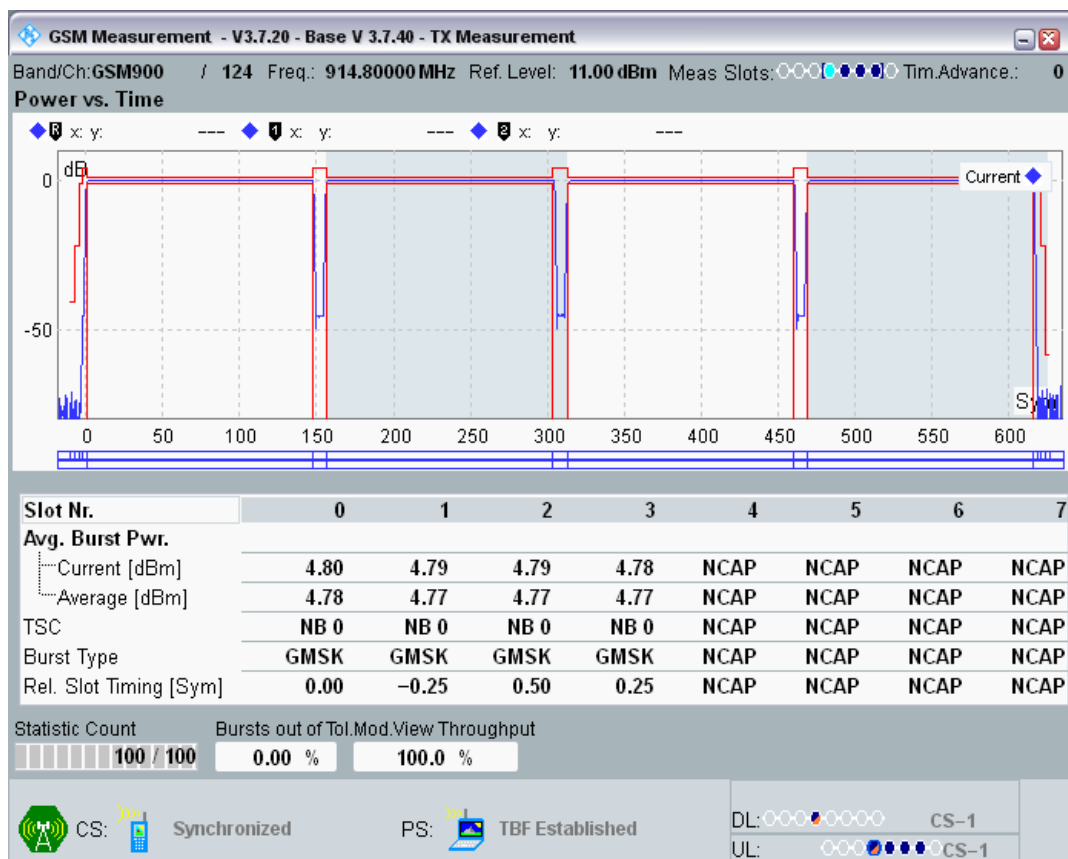 GSM Measurement - V3.7.20 - Base V 3.7.40 - TX Measurement
Band/Ch:GSM900 / 124 Freq.: 914.80000 MHz Ref. Level: 11.00 dBm Meas Slots: Tim.Advance.: 0
Power vs. Time
R x: y: --- 1 x: y: --- 2 x: y: ---
dB
Current
0
-50
Sym
0 50 100 150 200 250 300 350 400 450 500 550 600
Slot Nr. 0 1 2 3 4 5 6 7
Avg. Burst Pwr.
Current [dBm] 4.80 4.79 4.79 4.78 NCAP NCAP NCAP NCAP
Average [dBm] 4.78 4.77 4.77 4.77 NCAP NCAP NCAP NCAP
TSC NB 0 NB 0 NB 0 NB 0 NCAP NCAP NCAP NCAP
Burst Type GMSK GMSK GMSK GMSK NCAP NCAP NCAP NCAP
Rel. Slot Timing [Sym] 0.00 −0.25 0.50 0.25 NCAP NCAP NCAP NCAP
Statistic Count Bursts out of Tol. Mod.View Throughput
100 / 100 0.00 % 100.0 %
CS: Synchronized PS: TBF Established DL: CS−1
UL: CS−1